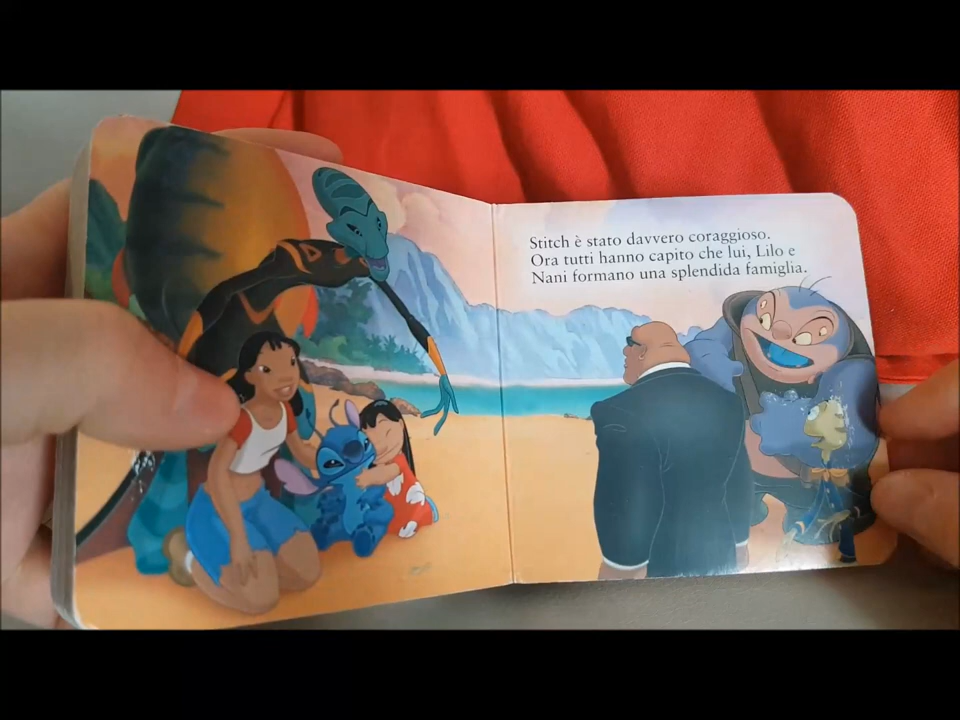 Stitch è stato davvero coraggioso.
Ora tutti hanno capito che lui, Lilo e
Nani formano una splendida famiglia.